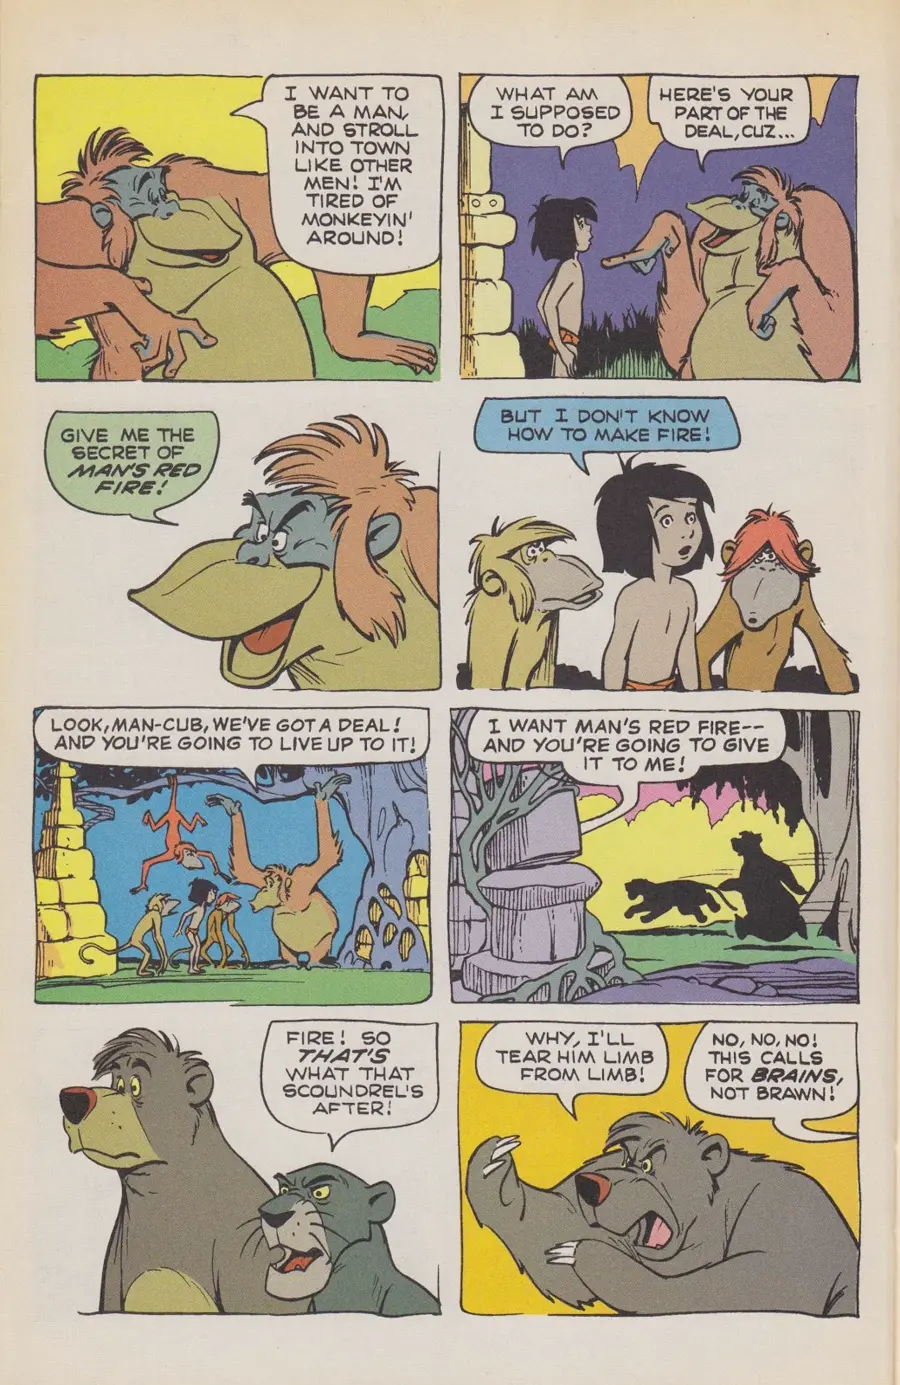 I WANT TO
BE A MAN,
AND STROLL
INTO TOWN
LIKE OTHER
MEN! I'M
TIRED OF
MONKEYIN'
AROUND!
WHAT AM
I SUPPOSED
TO DO?
HERE'S YOUR
PART OF THE
DEAL, CUZ...
GIVE ME THE
SECRET OF
MAN'S RED
FIRE!
BUT I DON'T KNOW
HOW TO MAKE FIRE!
LOOK, MAN-CUB, WE'VE GOT A DEAL!
AND YOU'RE GOING TO LIVE UP TO IT!
I WANT MAN'S RED FIRE--
AND YOU'RE GOING TO GIVE
IT TO ME!
FIRE! SO
THAT'S
WHAT THAT
SCOUNDREL'S
AFTER!
WHY, I'LL
TEAR HIM LIMB
FROM LIMB!
NO, NO, NO!
THIS CALLS
FOR BRAINS,
NOT BRAWN!